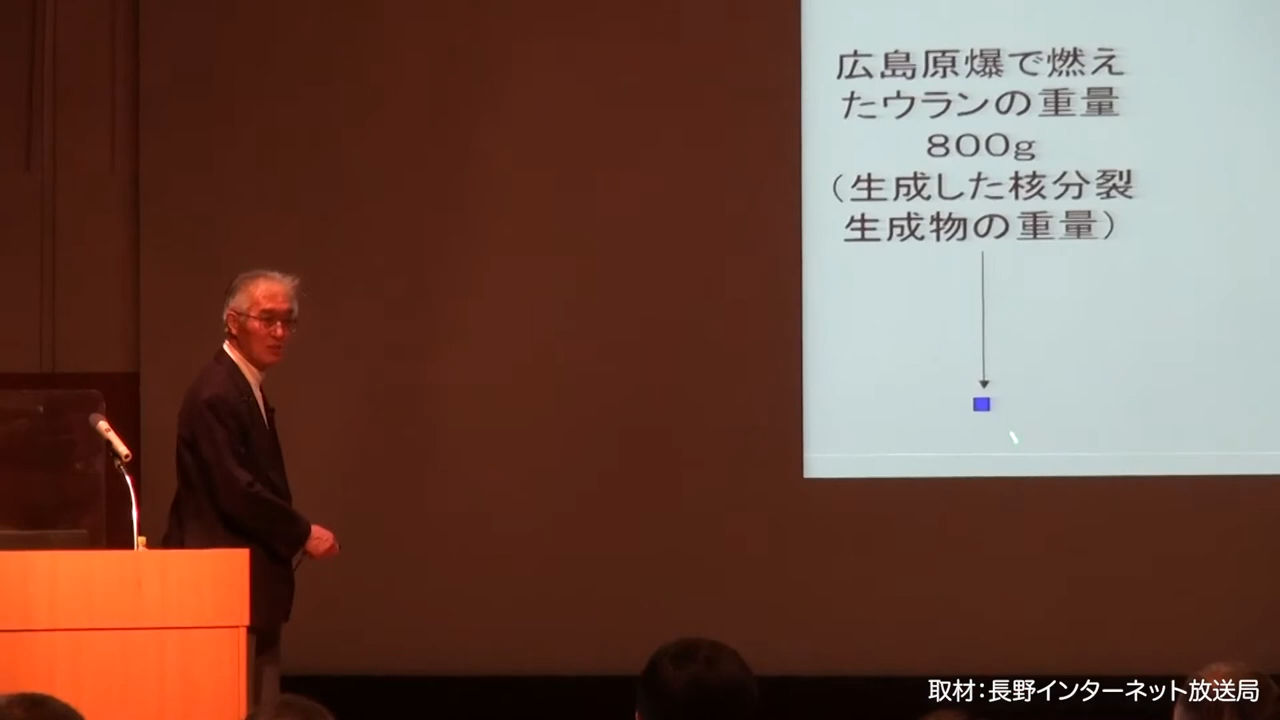 広島原爆で燃え
たウランの重量
800g
（生成した核分裂
生成物の重量）
取材：長野インターネット放送局